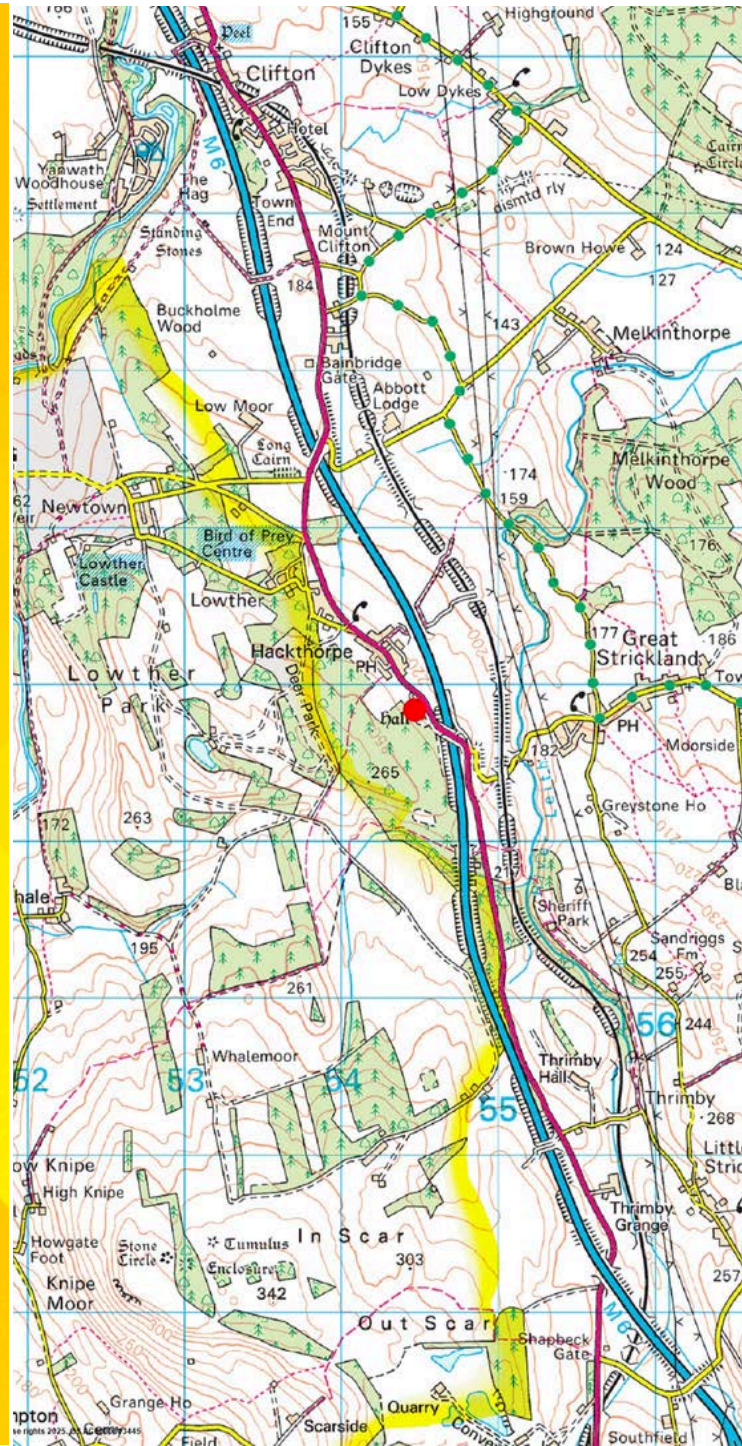 155
Highground
Peel
Clifton
Dykes
Clifton
Low Dykes
Hotel
M6
Yanwath
Woodhouse
The
Hag
Settlement
Town
End
dismtd rly
Standing
Stones
Mount
Clifton
Brown Howe
124
127
184
Buckholme
Wood
143
Melkinthorpe
Bainbridge
Gate
Abbott
Lodge
Low Moor
Long
Cairn
174
159
Melkinthorpe
Wood
Newtown
Bird of Prey
Centre
176
Lowther
Castle
Lowther
177
Great
Strickland
186
Hackthorpe
PH
Lowther
Park
Deer Park
Hall
PH
Moorside
182
265
Leith
Greystone Ho
172
263
217
Sheriff
Park
Sandriggs
Fm
254
255
195
261
56
244
52
53
54
Whalemoor
Thrimby
Hall
55
Thrimby
268
High Knipe
Thrimby
Grange
Howgate
Foot
Stone
Circle
Tumulus
Enclosure
In Scar
303
257
Knipe
Moor
342
Out Scar
Shapbeck
Gate
M6
Grange Ho
Quarry
Scarside
Southfield